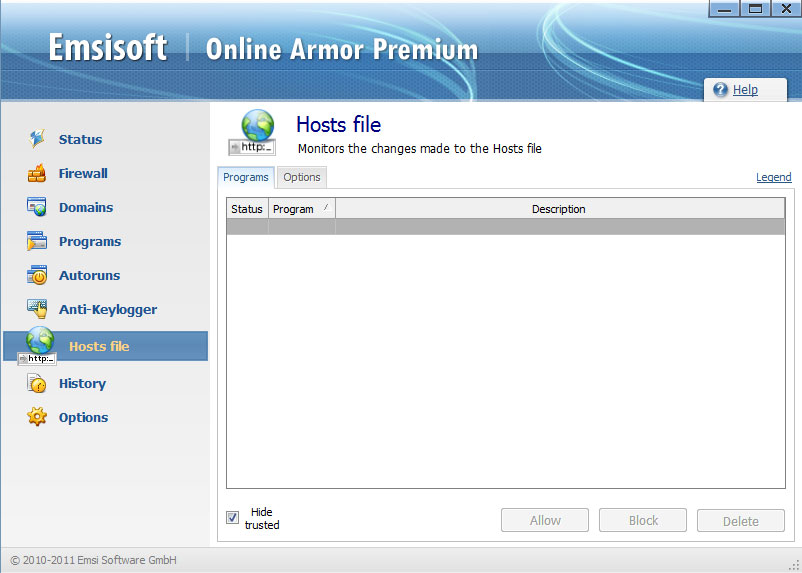 Emsisoft | Online Armor Premium
Help
Status
Firewall
Domains
Programs
Autoruns
Anti-Keylogger
http:..
Hosts file
History
Options
http:..
Hosts file
Monitors the changes made to the Hosts file
Programs Options
Legend
Status Program Description
Hide
trusted
Allow Block Delete
© 2010-2011 Emsi Software GmbH